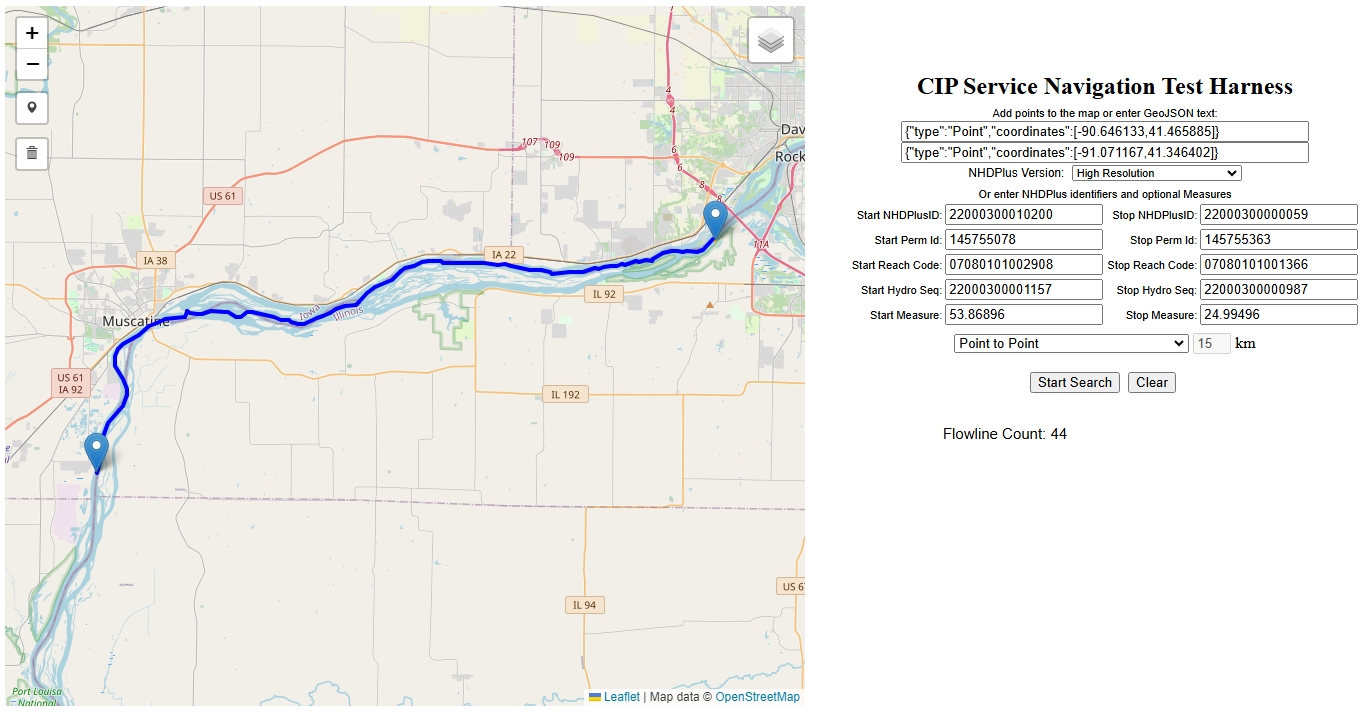 +
−
4
4
107
109
109
6
6
8
8
11A
Dav
Rock
US 61
IA 38
IA 22
IL 92
Iowa
Illinois
Muscatine
US 61
IA 92
IL 192
IL 94
US 6
Port Louisa
National
Leaflet | Map data © OpenStreetMap
CIP Service Navigation Test Harness
Add points to the map or enter GeoJSON text:
{"type":"Point","coordinates":[-90.646133,41.465885]}
{"type":"Point","coordinates":[-91.071167,41.346402]}
NHDPlus Version: High Resolution
Or enter NHDPlus identifiers and optional Measures
Start NHDPlusID: 22000300010200 Stop NHDPlusID: 22000300000059
Start Perm Id: 145755078 Stop Perm Id: 145755363
Start Reach Code: 07080101002908 Stop Reach Code: 07080101001366
Start Hydro Seq: 22000300001157 Stop Hydro Seq: 22000300000987
Start Measure: 53.86896 Stop Measure: 24.99496
Point to Point 15 km
Start Search Clear
Flowline Count: 44